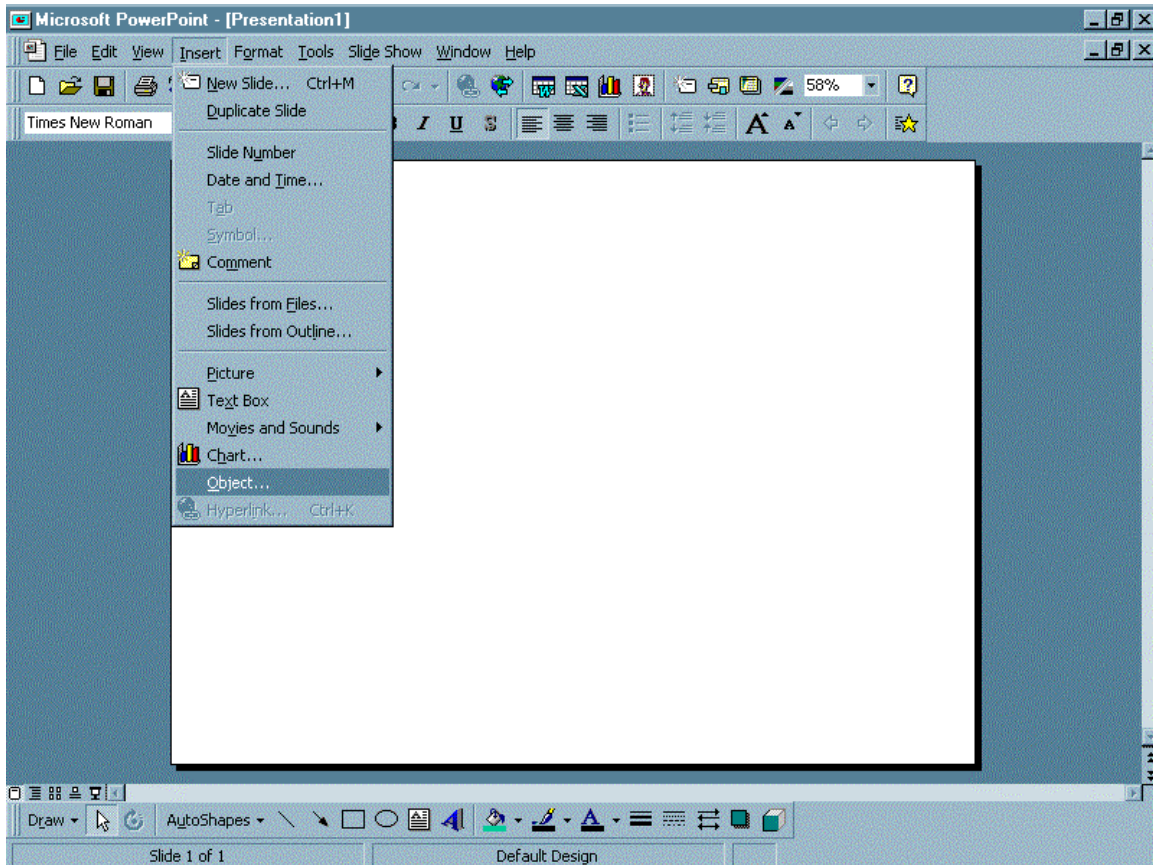 Microsoft PowerPoint - [Presentation1]
File Edit View Insert Format Tools Slide Show Window Help
New Slide... Ctrl+M
58%
Duplicate Slide
Times New Roman
I U S A A
Slide Number
Date and Time...
Tab
Symbol...
Comment
Slides from Files...
Slides from Outline...
Picture
Text Box
Movies and Sounds
Chart...
Object...
Hyperlink... Ctrl+K
Draw AutoShapes
Slide 1 of 1 Default Design